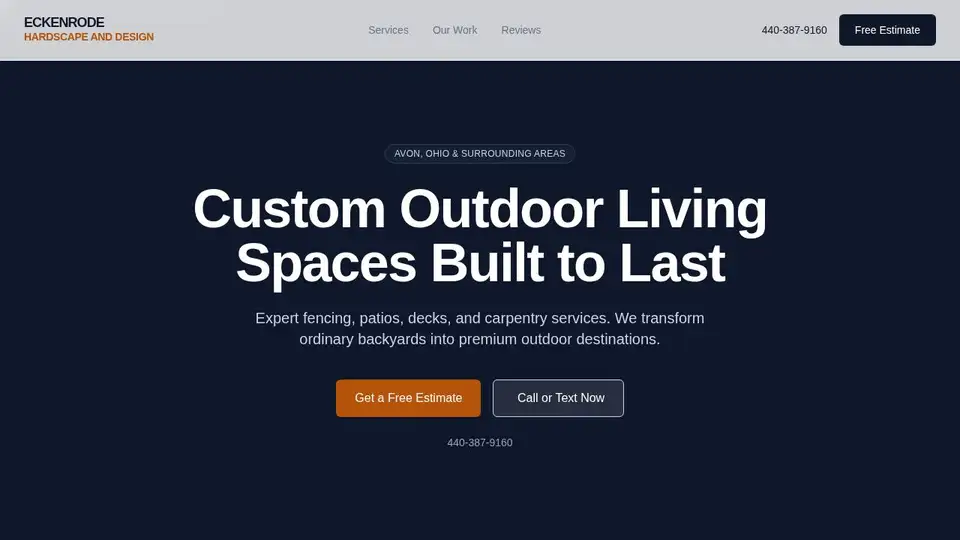 ECKENRODE
HARDSCAPE AND DESIGN
Services
Our Work
Reviews
440-387-9160
Free Estimate
AVON, OHIO & SURROUNDING AREAS
Custom Outdoor Living
Spaces Built to Last
Expert fencing, patios, decks, and carpentry services. We transform
ordinary backyards into premium outdoor destinations.
Get a Free Estimate
Call or Text Now
440-387-9160